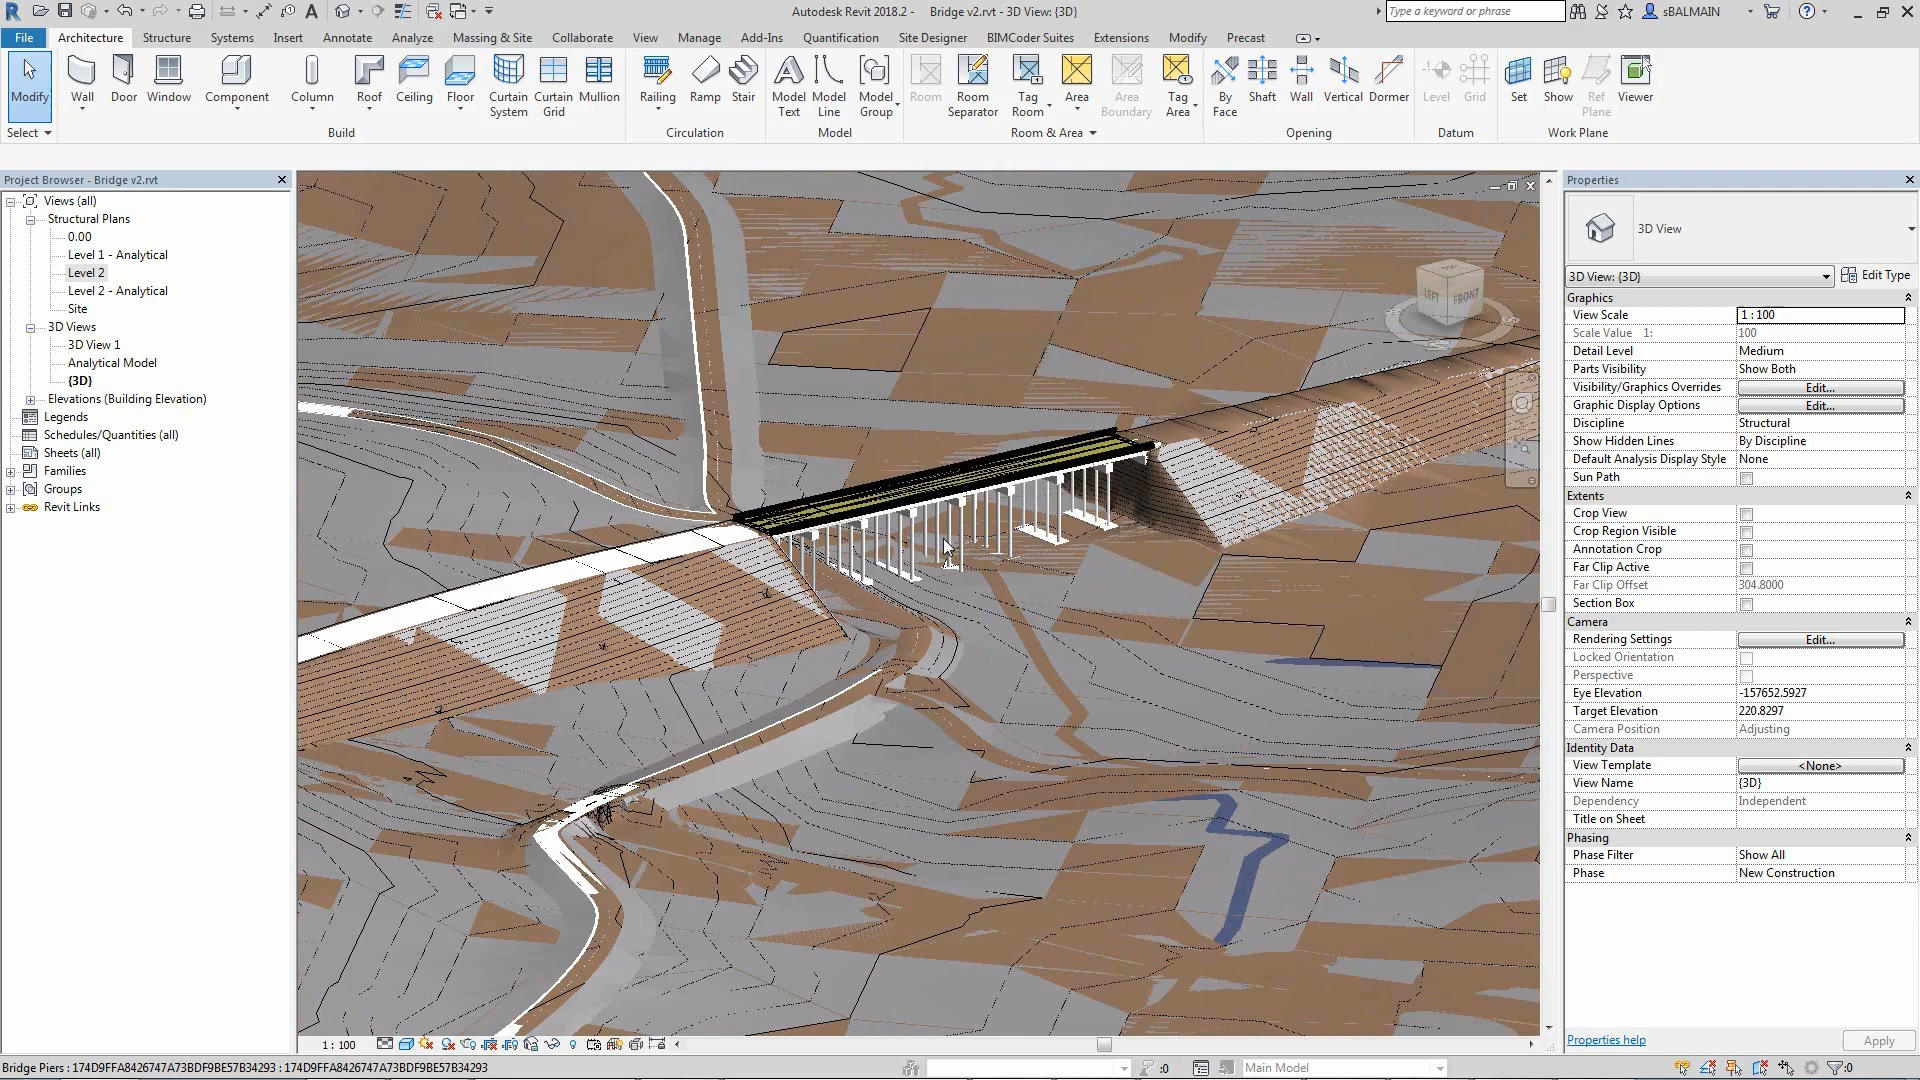 Autodesk Revit 2018.2 - Bridge v2.rvt - 3D View: {3D}
Type a keyword or phrase
sBALMAIN
File Architecture Structure Systems Insert Annotate Analyze Massing & Site Collaborate View Manage Add-Ins Quantification Site Designer BIMCoder Suites Extensions Modify Precast
Modify Wall Door Window Component Column Roof Ceiling Floor Curtain System Curtain Grid Mullion Railing Ramp Stair Model Text Model Line Model Group Room Room Separator Tag Room Area Area Boundary Tag Area By Face Shaft Wall Vertical Dormer Level Grid Set Show Ref Plane Viewer
Select Build Circulation Model Room & Area Opening Datum Work Plane
Project Browser - Bridge v2.rvt
Views (all)
Structural Plans
0.00
Level 1 - Analytical
Level 2
Level 2 - Analytical
Site
3D Views
3D View 1
Analytical Model
{3D}
Elevations (Building Elevation)
Legends
Schedules/Quantities (all)
Sheets (all)
Families
Groups
Revit Links
LEFT FRONT
Properties
3D View
3D View: {3D} Edit Type
Graphics
View Scale 1 : 100
Scale Value 1: 100
Detail Level Medium
Parts Visibility Show Both
Visibility/Graphics Overrides Edit...
Graphic Display Options Edit...
Discipline Structural
Show Hidden Lines By Discipline
Default Analysis Display Style None
Sun Path
Extents
Crop View
Crop Region Visible
Annotation Crop
Far Clip Active
Far Clip Offset 304.8000
Section Box
Camera
Rendering Settings Edit...
Locked Orientation
Perspective
Eye Elevation -157652.5927
Target Elevation 220.8297
Camera Position Adjusting
Identity Data
View Template <None>
View Name {3D}
Dependency Independent
Title on Sheet
Phasing
Phase Filter Show All
Phase New Construction
Properties help Apply
1 : 100
Bridge Piers : 174D9FFA8426747A73BDF9BE57B34293 : 174D9FFA8426747A73BDF9BE57B34293
:0 Main Model :0